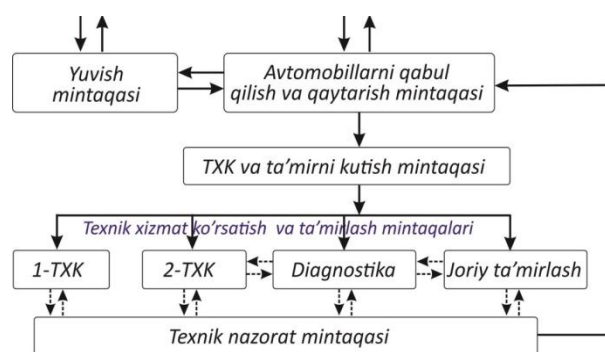 Yuvish
mintaqasi
Avtomobillarni qabul
qilish va qaytarish mintaqasi
TXK va ta’mirni kutish mintaqasi
Texnik xizmat ko’rsatish va ta’mirlash mintaqalari
1-TXK
2-TXK
Diagnostika
Joriy ta’mirlash
Texnik nazorat mintaqasi